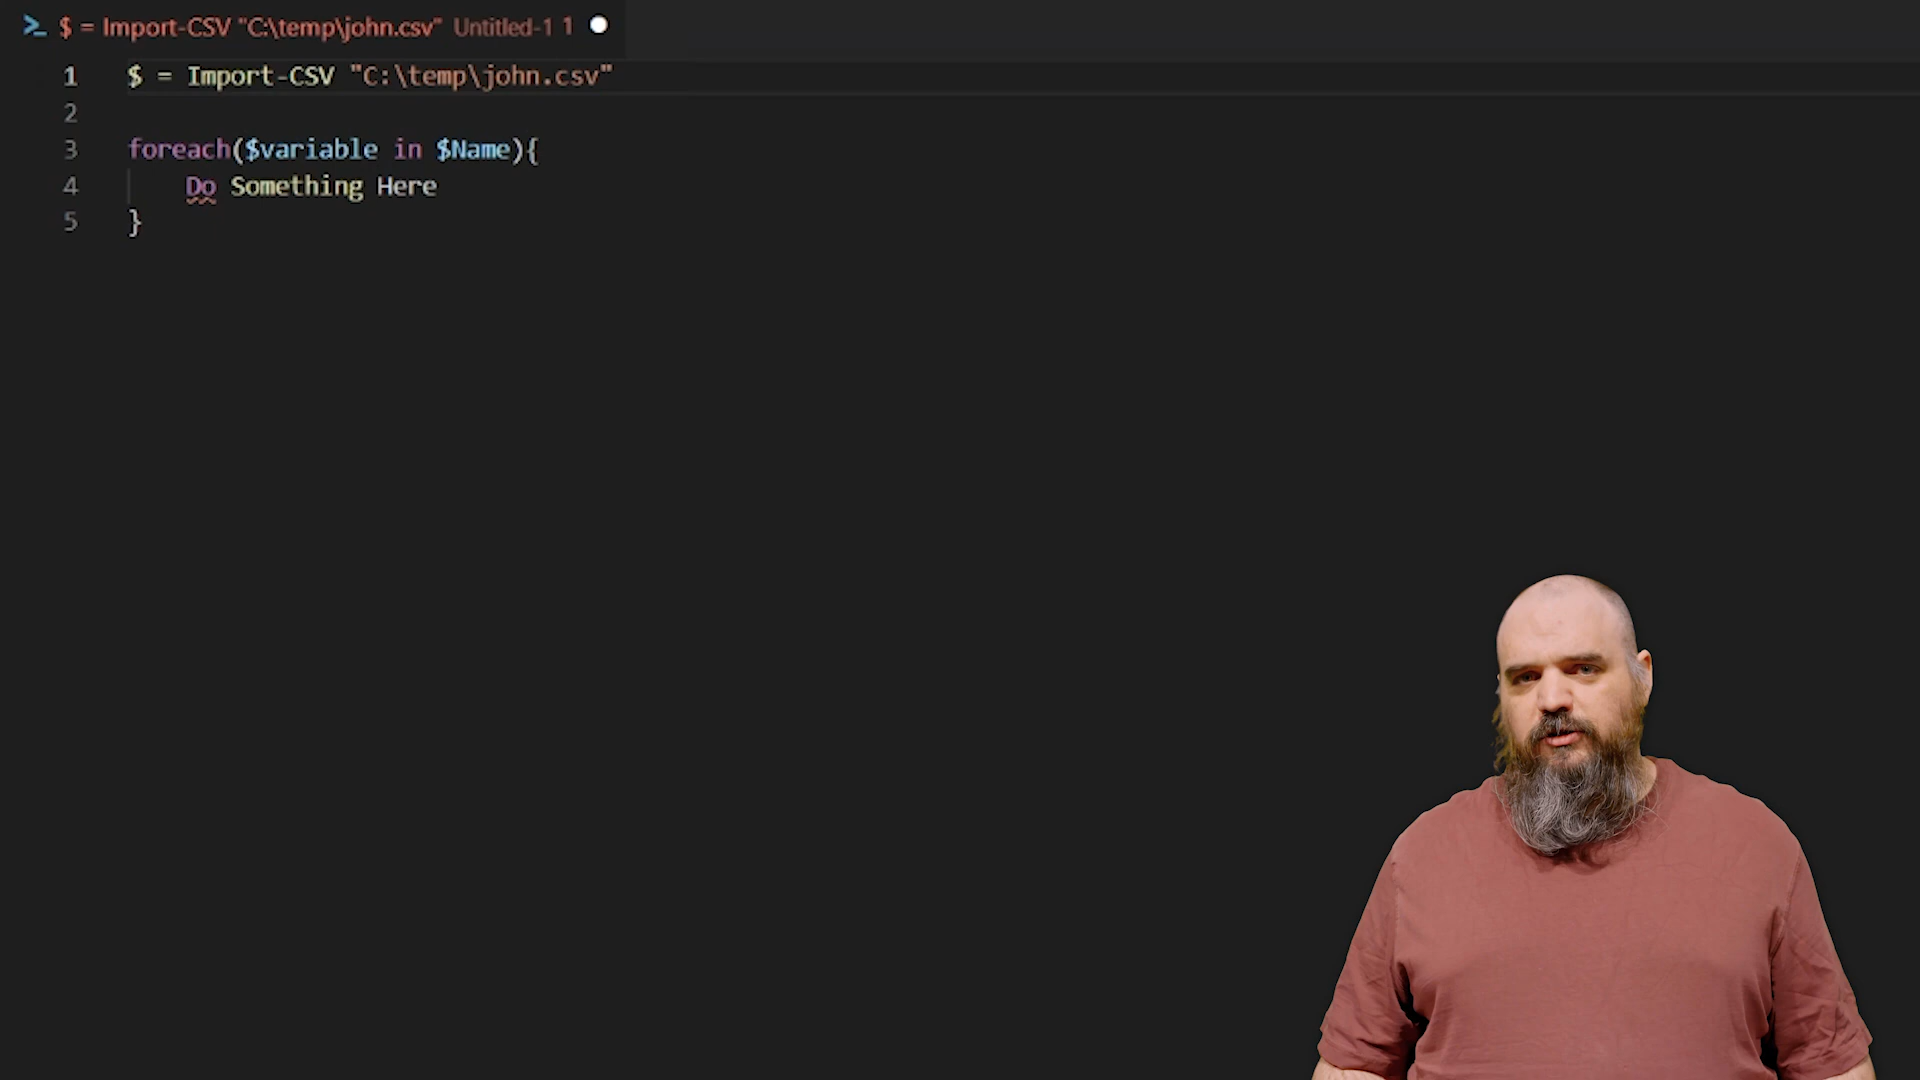 $ = Import-CSV "C:\temp\john.csv" Untitled-1 1
1 $ = Import-CSV "C:\temp\john.csv"
2
3 foreach($variable in $Name){
4 Do Something Here
5 }